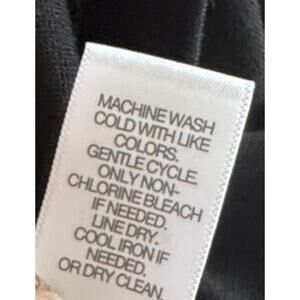 MACHINE WASH
COLD WITH LIKE
COLORS.
GENTLE CYCLE.
ONLY NON-
CHLORINE BLEACH
IF NEEDED.
LINE DRY.
COOL IRON IF
NEEDED.
OR DRY CLEAN.